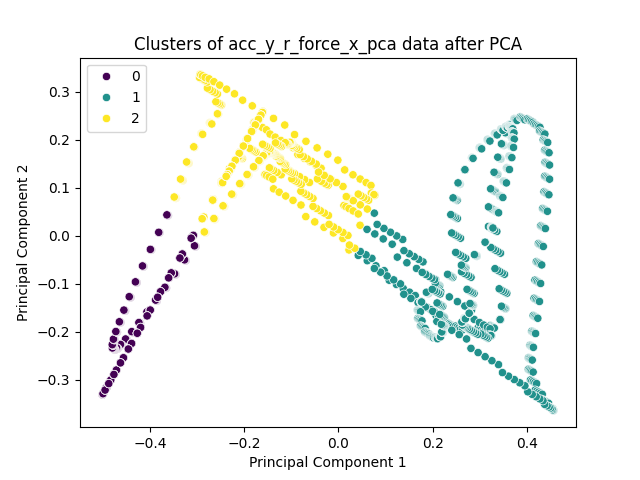 Clusters of acc_y_r_force_x_pca data after PCA
0
1
2
Principal Component 2
0.3
0.2
0.1
0.0
−0.1
−0.2
−0.3
−0.4 −0.2 0.0 0.2 0.4
Principal Component 1